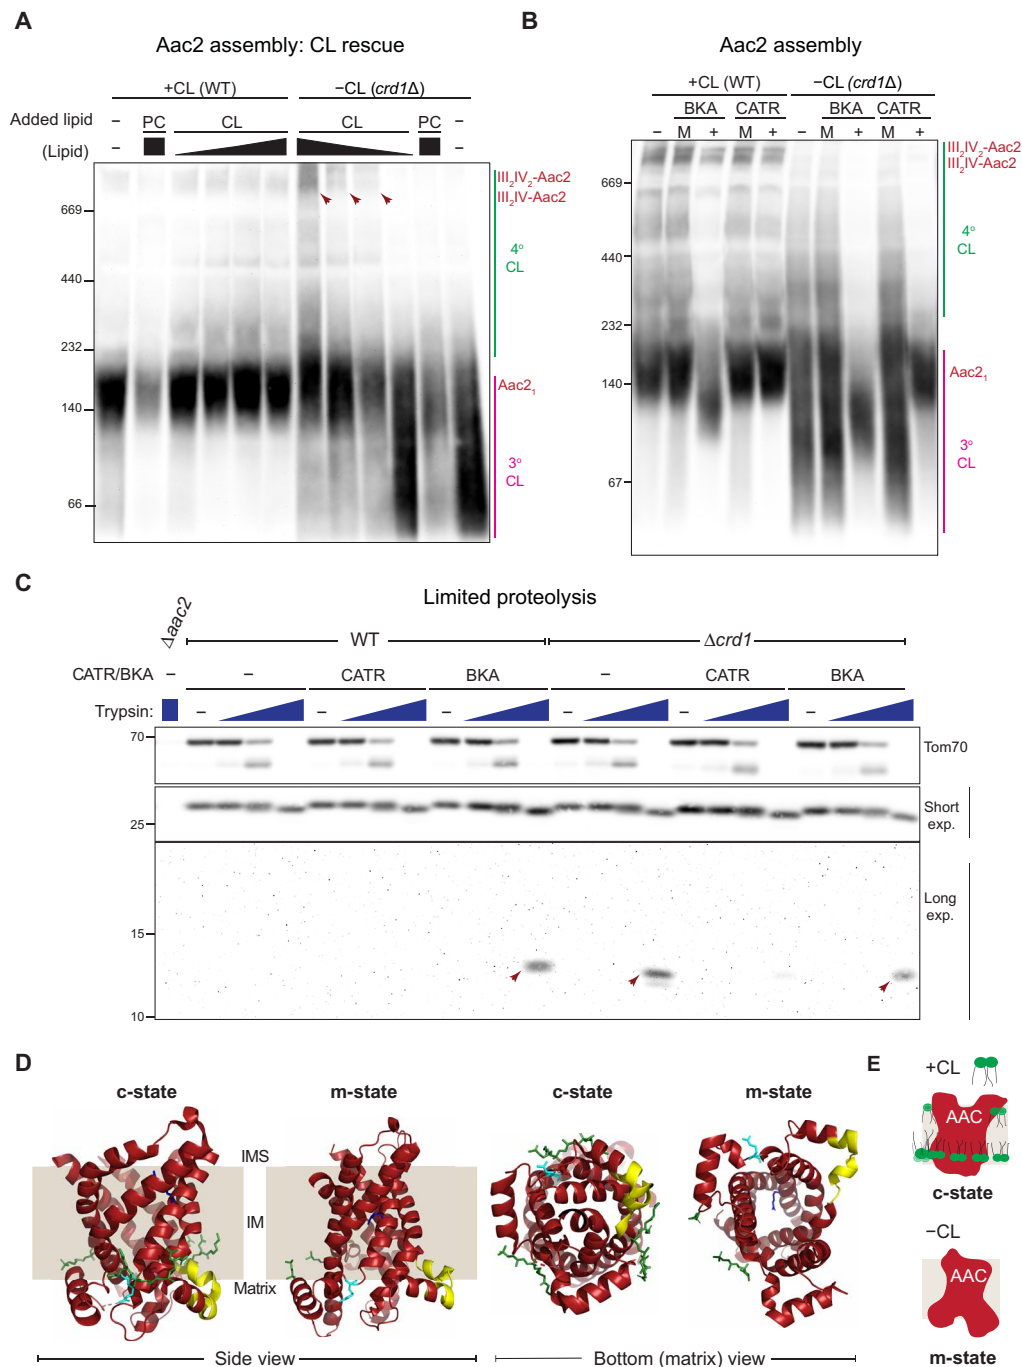 A
Aac2 assembly: CL rescue
+CL (WT) −CL (crd1Δ)
Added lipid – PC CL CL PC –
(Lipid) – –
III2IV2-Aac2
III2IV-Aac2
669
4o
CL
440
232
Aac21
140
3o
CL
66
B
Aac2 assembly
+CL (WT) −CL (crd1Δ)
BKA CATR BKA CATR
– M + M + – M + M +
III2IV2-Aac2
III2IV-Aac2
669
4o
CL
440
232
140
Aac21
3o
CL
67
C
Limited proteolysis
Δaac2
WT Δcrd1
CATR/BKA – – CATR BKA – CATR BKA
Trypsin: – – – – – –
70
Tom70
25
Short
exp.
Long
exp.
15
10
D
c-state m-state c-state m-state
IMS
IM
Matrix
Side view Bottom (matrix) view
E
+CL
AAC
c-state
−CL
AAC
m-state